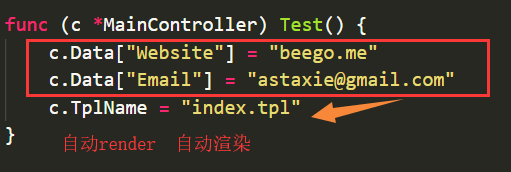 func (c *MainController) Test() {
    c.Data["Website"] = "beego.me"
    c.Data["Email"] = "astaxie@gmail.com"
    c.TplName = "index.tpl"
} 自动render 自动渲染